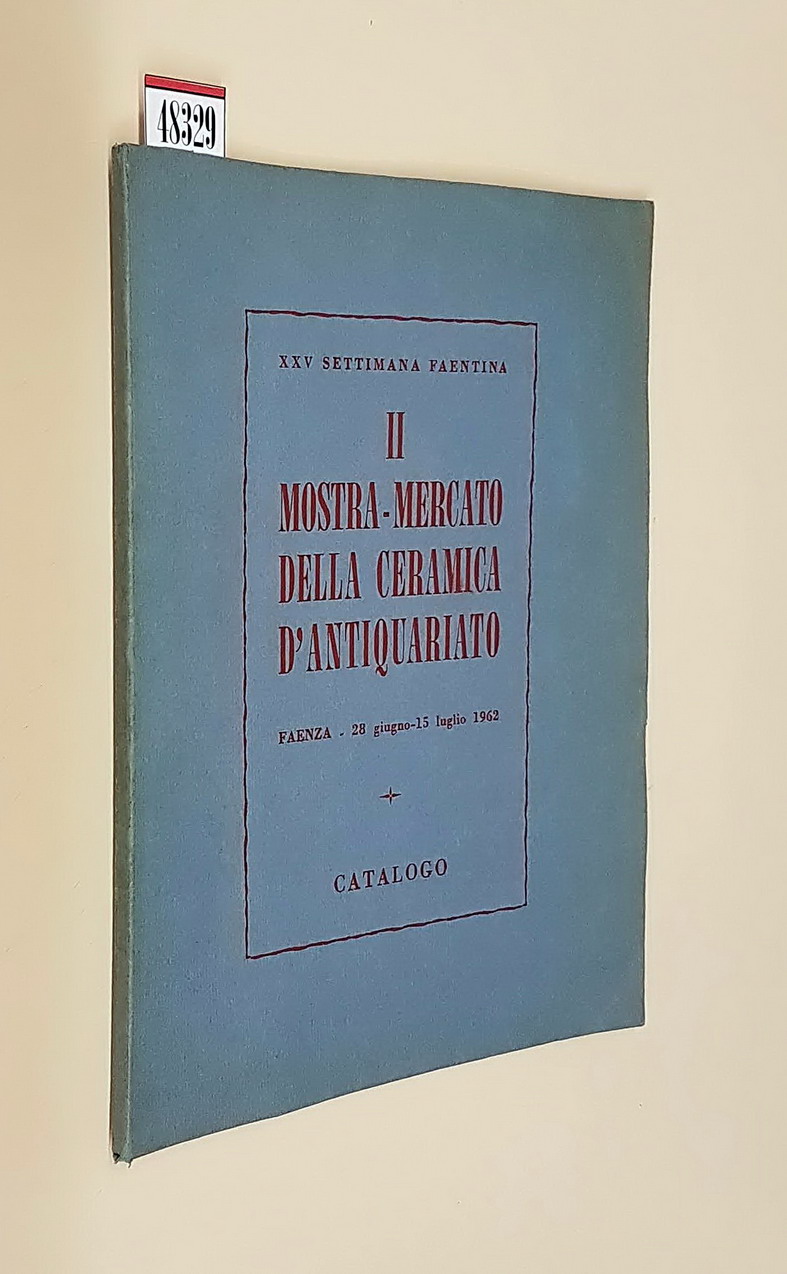 48329
XXV SETTIMANA FAENTINA
II
MOSTRA-MERCATO
DELLA CERAMICA
D'ANTIQUARIATO
FAENZA - 28 giugno-15 luglio 1962
CATALOGO